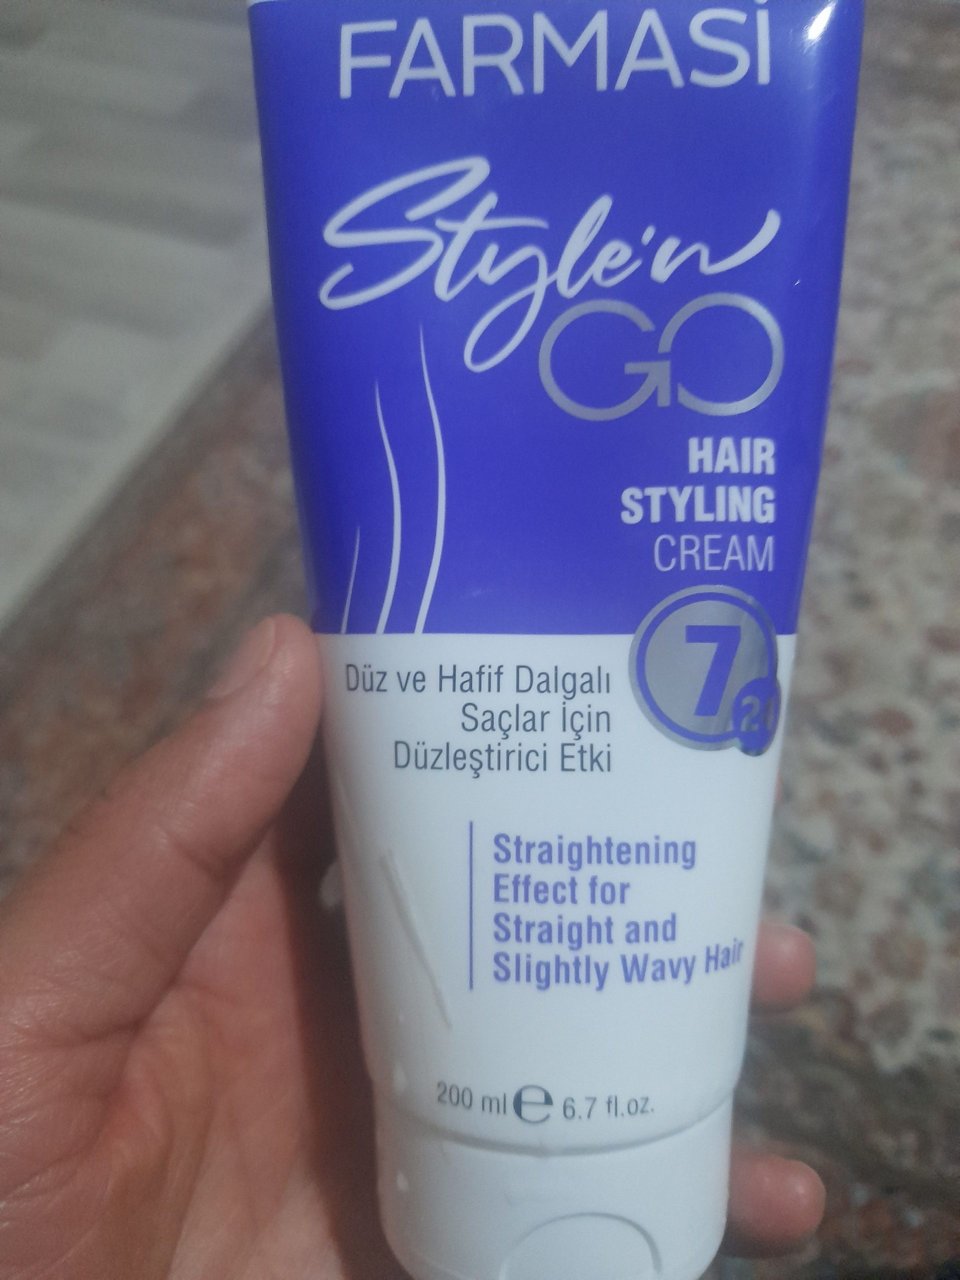 FARMASİ
Style'n
GO
HAIR
STYLING
CREAM
7
Düz ve Hafif Dalgalı
Saçlar İçin
Düzleştirici Etki
Straightening
Effect for
Straight and
Slightly Wavy Hair
200 ml e 6.7 fl.oz.